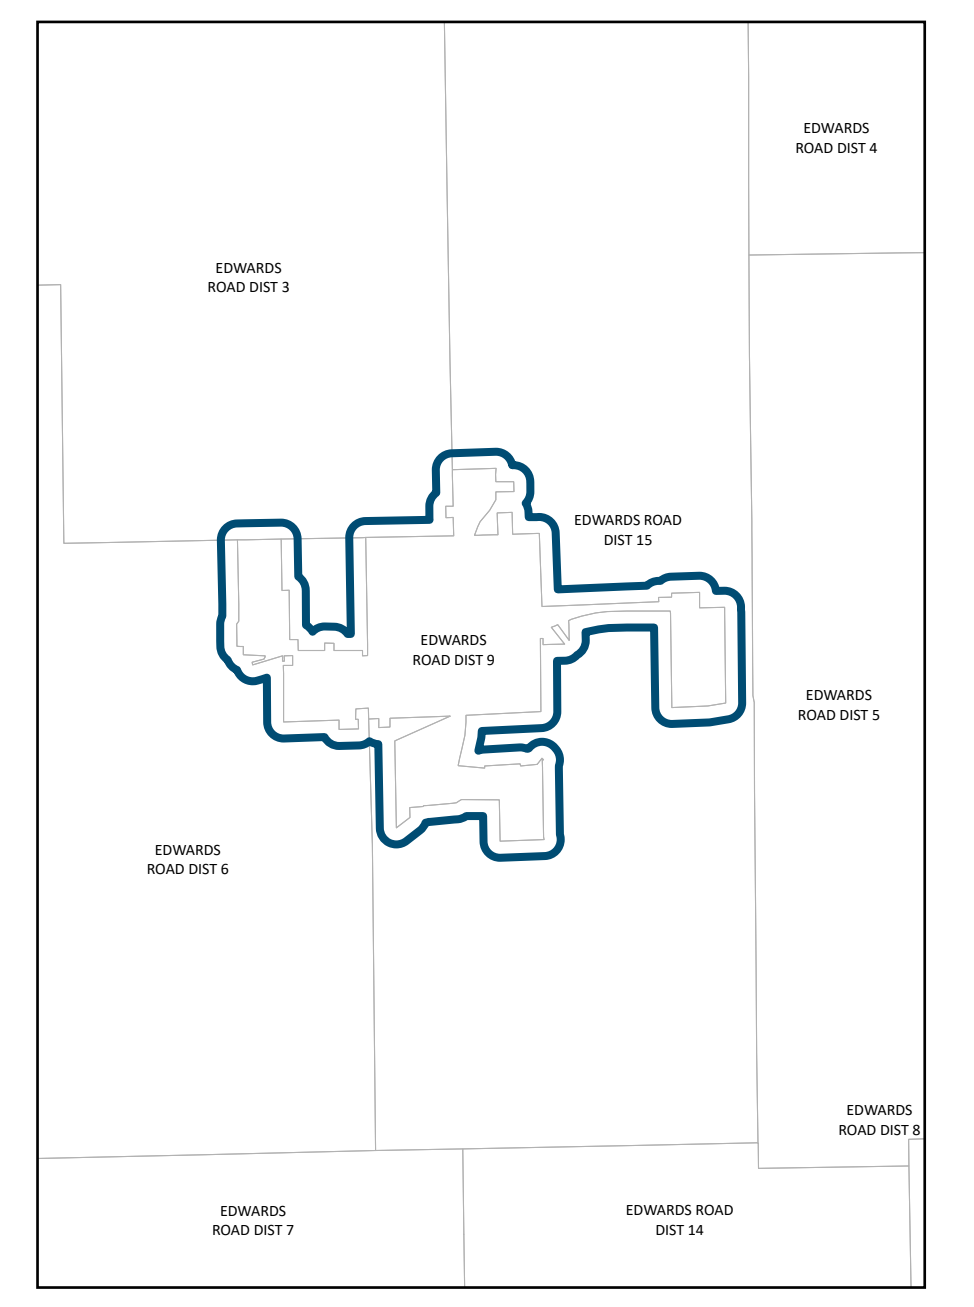 EDWARDS
ROAD DIST 4
EDWARDS
ROAD DIST 3
EDWARDS ROAD
DIST 15
EDWARDS
ROAD DIST 9
EDWARDS
ROAD DIST 5
EDWARDS
ROAD DIST 6
EDWARDS
ROAD DIST 8
EDWARDS
ROAD DIST 7
EDWARDS ROAD
DIST 14